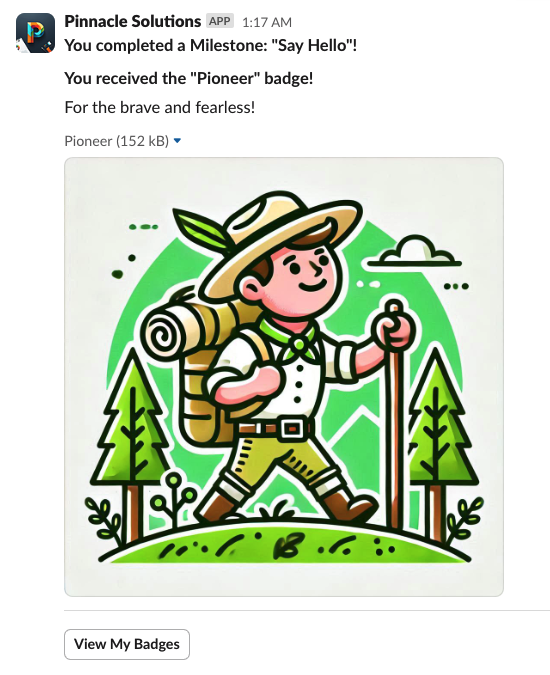 Pinnacle Solutions APP 1:17 AM
You completed a Milestone: "Say Hello"!
You received the "Pioneer" badge!
For the brave and fearless!
Pioneer (152 kB)
View My Badges